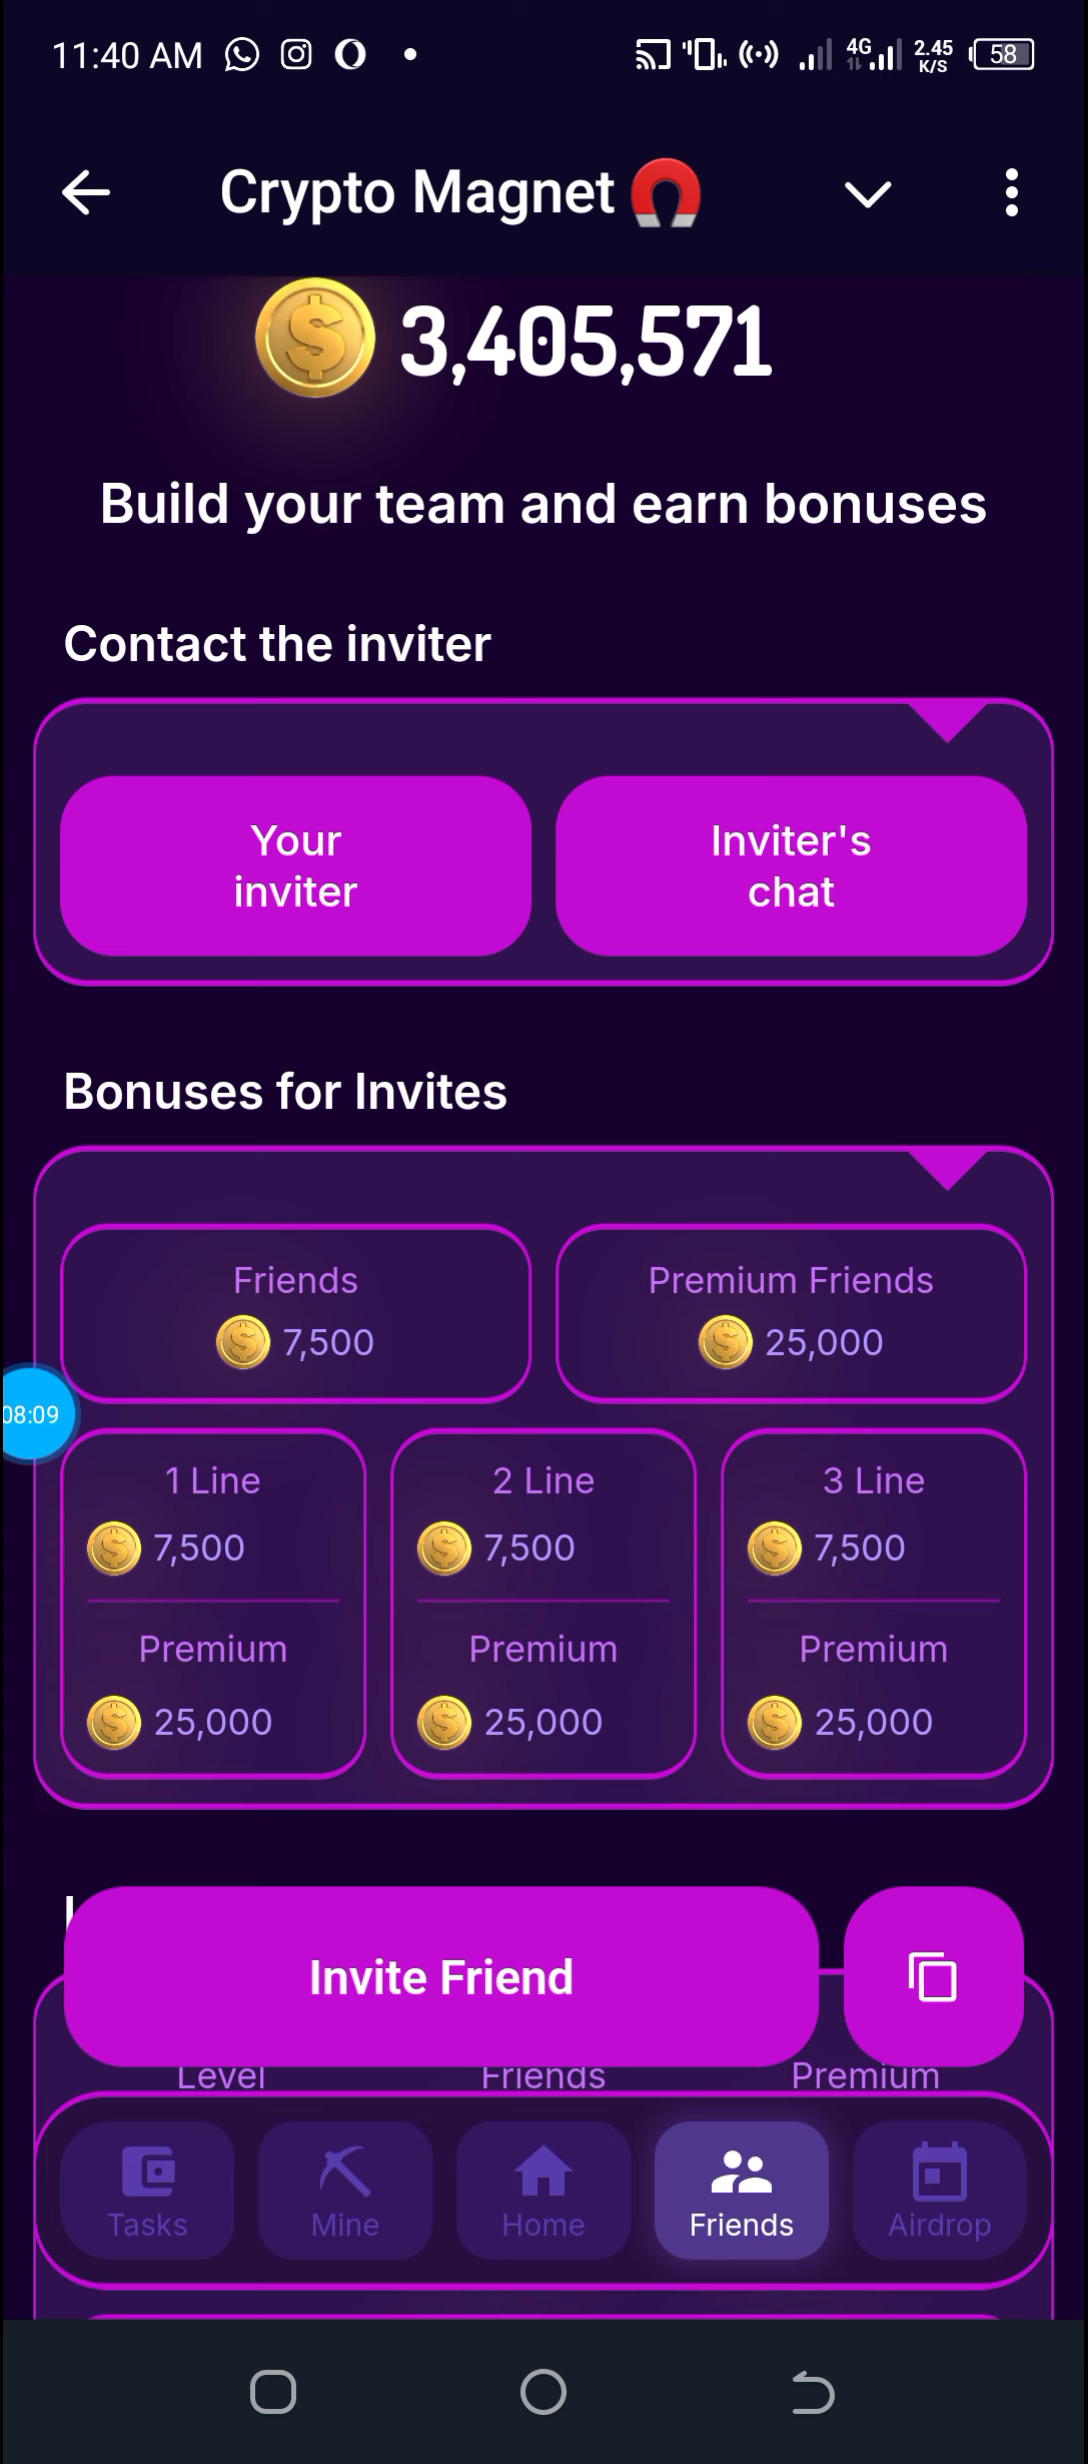 11:40 AM
4G
2.45
K/S
58
Crypto Magnet
3,405,571
Build your team and earn bonuses
Contact the inviter
Your
inviter
Inviter's
chat
Bonuses for Invites
Friends
7,500
Premium Friends
25,000
08:09
1 Line
7,500
Premium
25,000
2 Line
7,500
Premium
25,000
3 Line
7,500
Premium
25,000
Invite Friend
Level
Friends
Premium
Tasks
Mine
Home
Friends
Airdrop